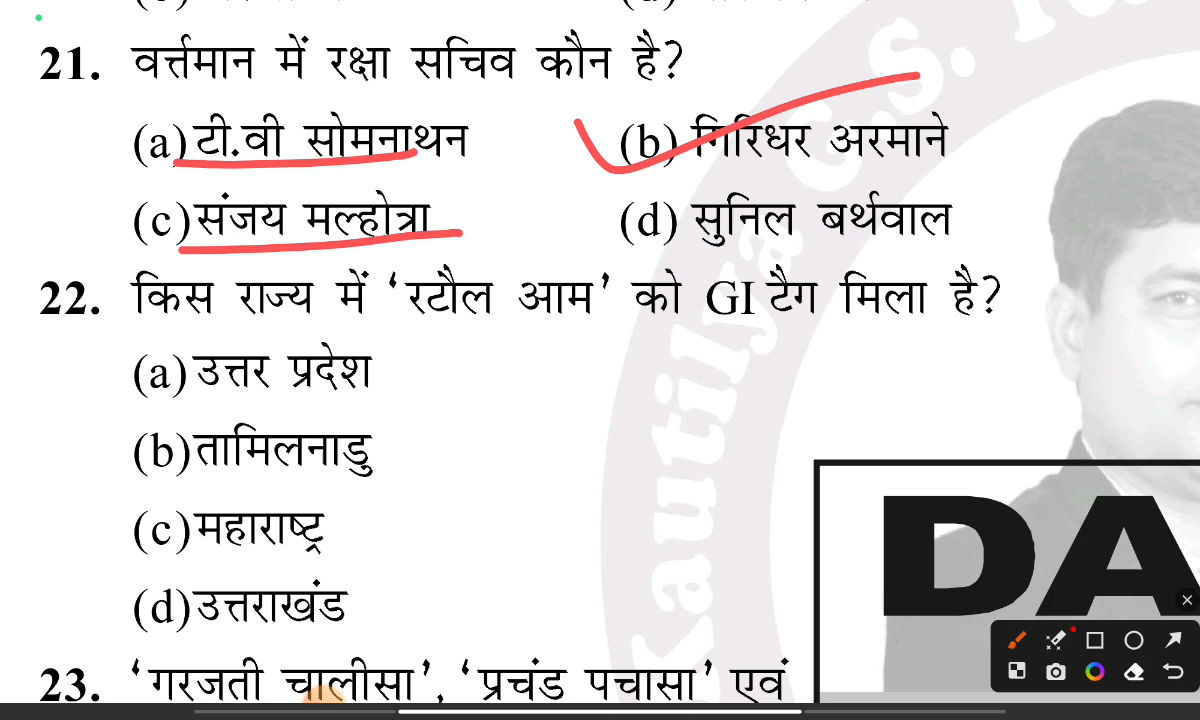 21. वर्त्तमान में रक्षा सचिव कौन है?
(a) टी.वी सोमनाथन (b) गिरिधर अरमाने
(c) संजय मल्होत्रा (d) सुनिल बर्थवाल
22. किस राज्य में ‘रटौल आम’ को GI टैग मिला है?
(a) उत्तर प्रदेश
(b) तामिलनाडु
(c) महाराष्ट्र
(d) उत्तराखंड
23. ‘गरजती चालीसा’, ‘प्रचंड पचासा’ एवं
kautilya G.S.
DA